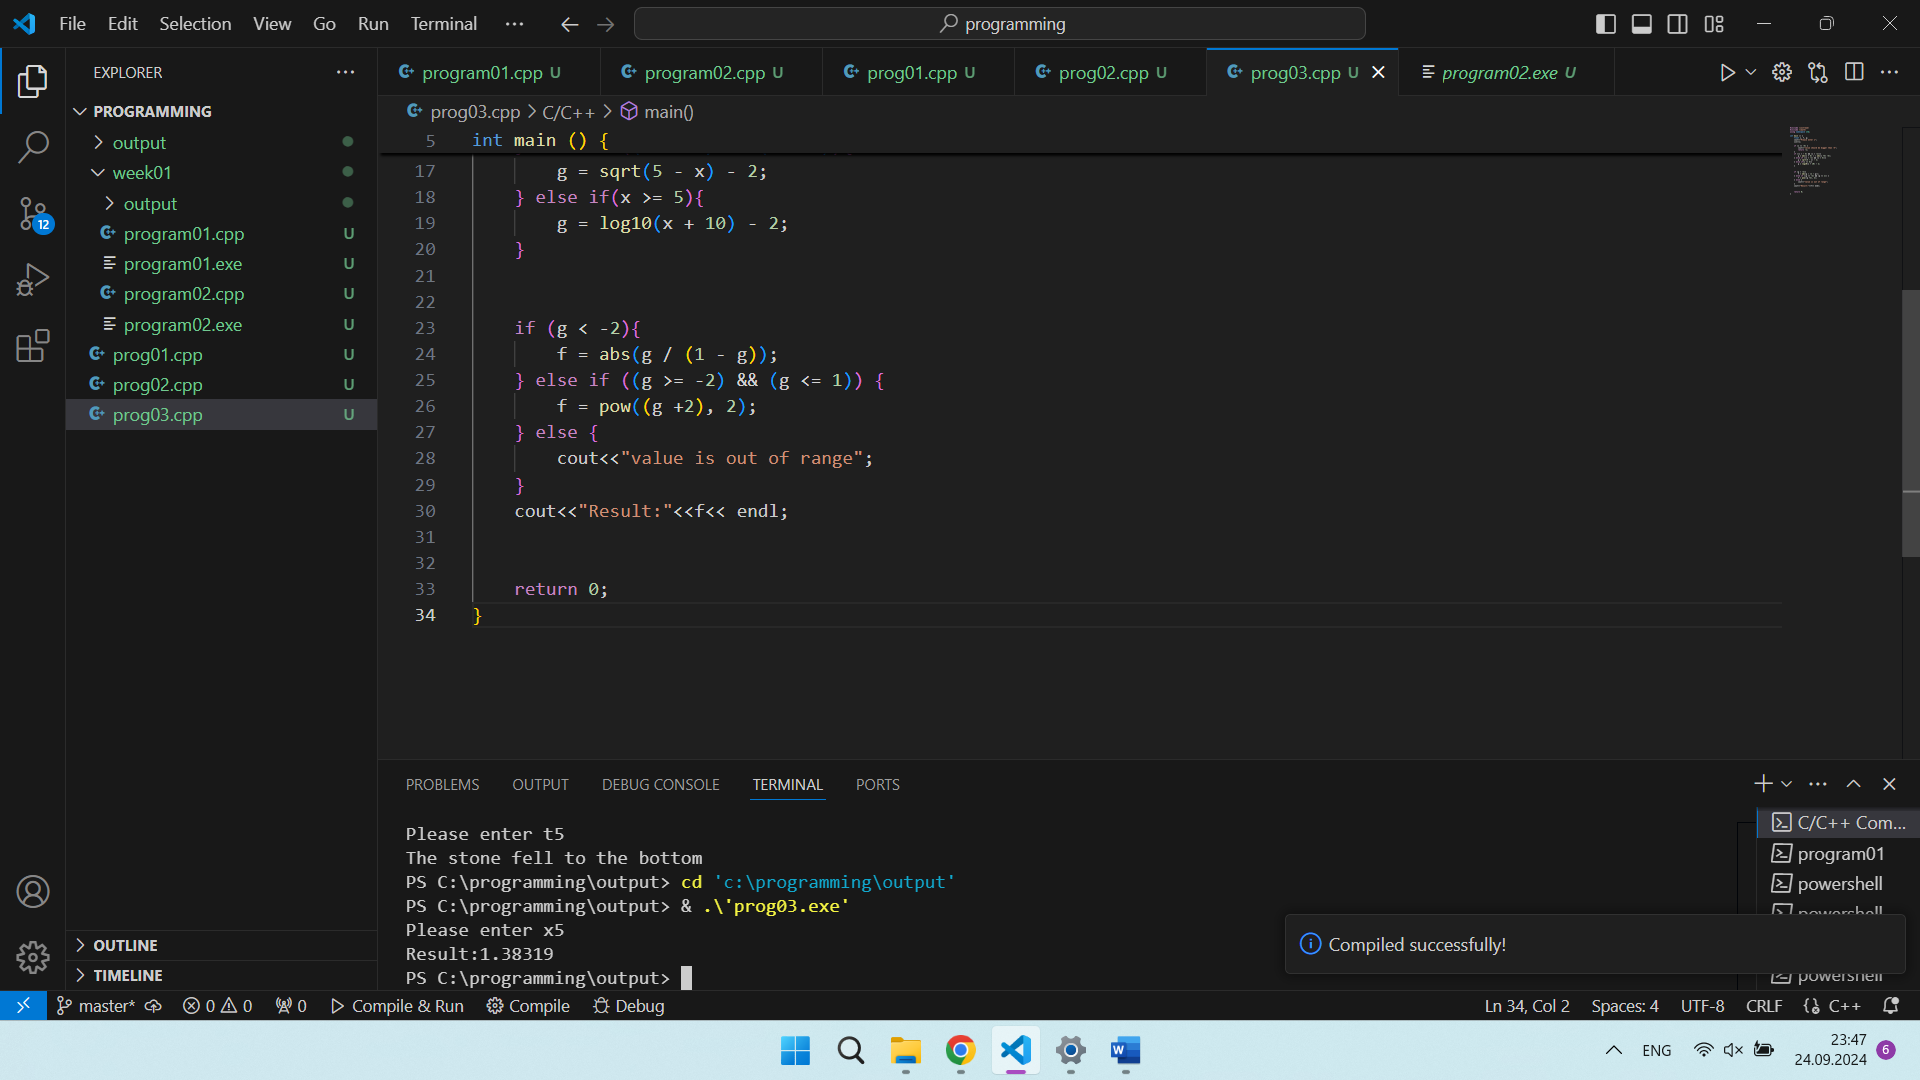 File Edit Selection View Go Run Terminal ··· programming
EXPLORER
program01.cpp U program02.cpp U prog01.cpp U prog02.cpp U prog03.cpp U program02.exe U
PROGRAMMING
output
week01
output
program01.cpp U
program01.exe U
program02.cpp U
program02.exe U
prog01.cpp U
prog02.cpp U
prog03.cpp U
OUTLINE
TIMELINE
12
prog03.cpp > C/C++ > main()
5 int main () {
17 g = sqrt(5 - x) - 2;
18 } else if(x >= 5){
19 g = log10(x + 10) - 2;
20 }
21
22
23 if (g < -2){
24 f = abs(g / (1 - g));
25 } else if ((g >= -2) && (g <= 1)) {
26 f = pow((g +2), 2);
27 } else {
28 cout<<"value is out of range";
29 }
30 cout<<"Result:"<<f<< endl;
31
32
33 return 0;
34 }
PROBLEMS OUTPUT DEBUG CONSOLE TERMINAL PORTS
Please enter t5
The stone fell to the bottom
PS C:\programming\output> cd 'c:\programming\output'
PS C:\programming\output> & .\'prog03.exe'
Please enter x5
Result:1.38319
PS C:\programming\output>
C/C++ Com...
program01
powershell
powershell
Compiled successfully!
powershell
master* 0 0 0 Compile & Run Compile Debug Ln 34, Col 2 Spaces: 4 UTF-8 CRLF C++
ENG 23:47
24.09.2024 6